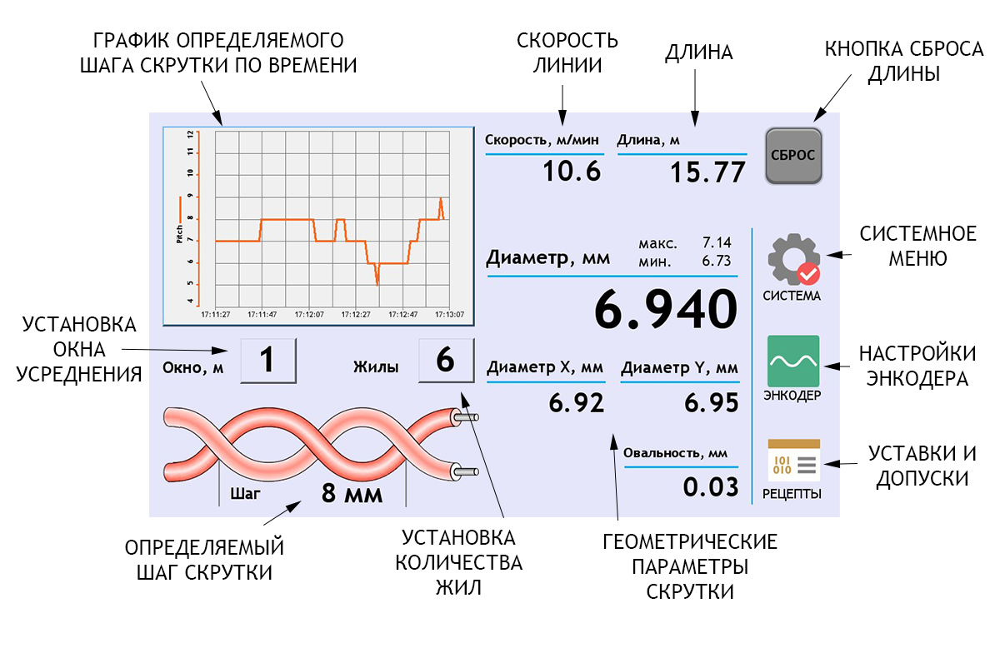 ГРАФИК ОПРЕДЕЛЯЕМОГО
ШАГА СКРУТКИ ПО ВРЕМЕНИ
СКОРОСТЬ
ЛИНИИ
ДЛИНА
КНОПКА СБРОСА
ДЛИНЫ
12
11
10
9
8
7
6
5
4
Pitch
17:11:27 17:11:47 17:12:07 17:12:27 17:12:47 17:13:07
Скорость, м/мин
10.6
Длина, м
15.77
СБРОС
Диаметр, мм
макс. 7.14
мин. 6.73
6.940
СИСТЕМА
СИСТЕМНОЕ
МЕНЮ
УСТАНОВКА
ОКНА
УСРЕДНЕНИЯ
Окно, м 1
Жилы 6
Диаметр X, мм
6.92
Диаметр Y, мм
6.95
ЭНКОДЕР
НАСТРОЙКИ
ЭНКОДЕРА
Овальность, мм
0.03
101
010
РЕЦЕПТЫ
УСТАВКИ И
ДОПУСКИ
Шаг 8 мм
ОПРЕДЕЛЯЕМЫЙ
ШАГ СКРУТКИ
УСТАНОВКА
КОЛИЧЕСТВА
ЖИЛ
ГЕОМЕТРИЧЕСКИЕ
ПАРАМЕТРЫ
СКРУТКИ